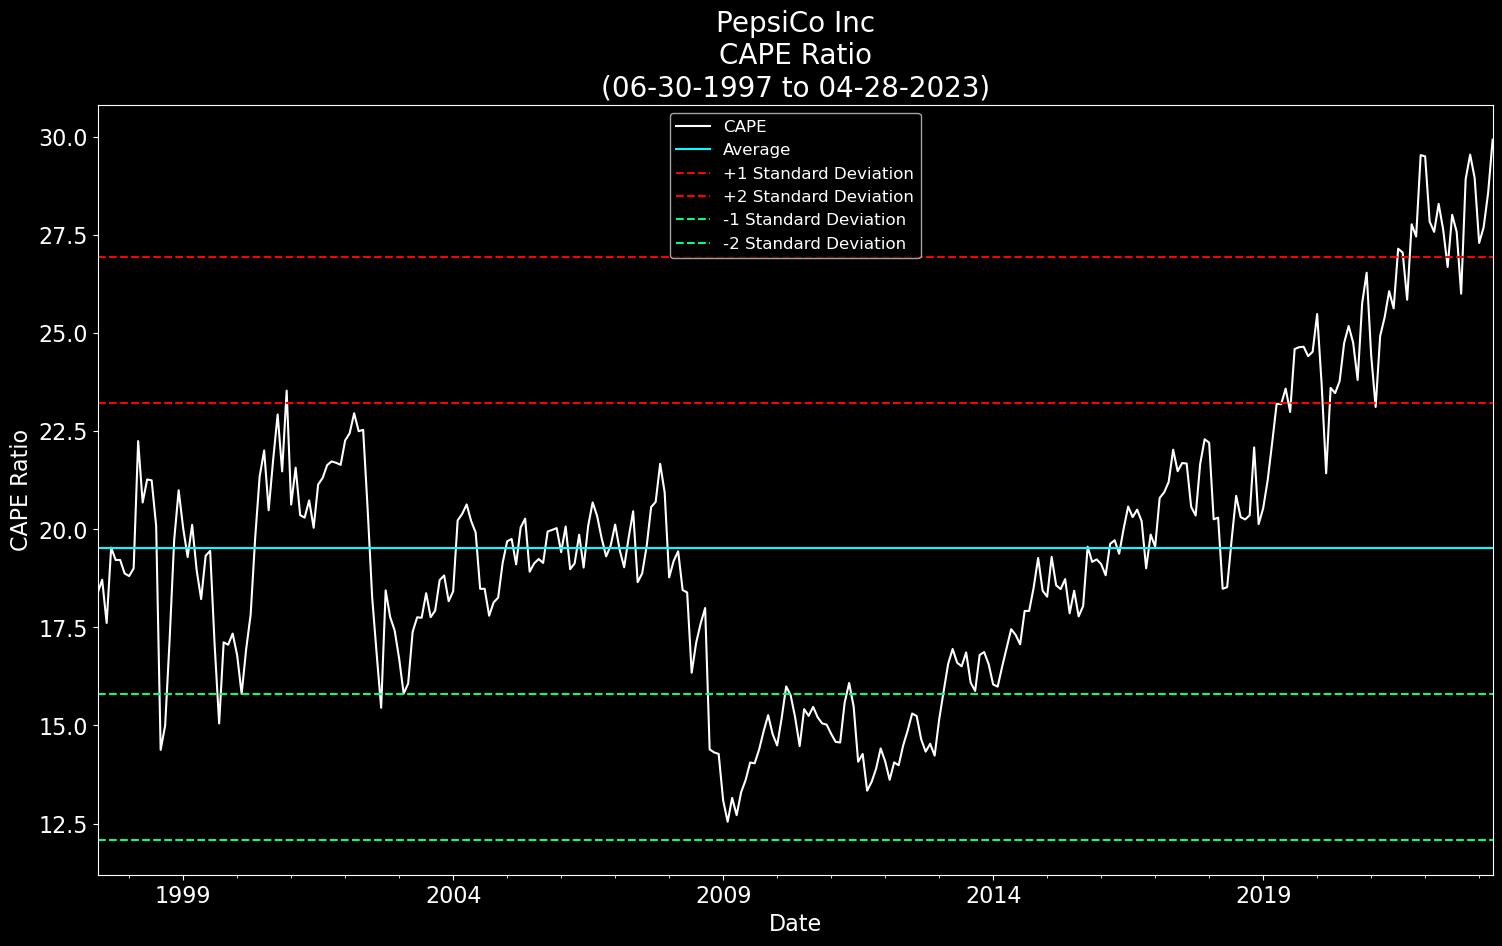 PepsiCo Inc
CAPE Ratio
(06-30-1997 to 04-28-2023)
CAPE
Average
+1 Standard Deviation
+2 Standard Deviation
-1 Standard Deviation
-2 Standard Deviation
CAPE Ratio
30.0
27.5
25.0
22.5
20.0
17.5
15.0
12.5
1999 2004 2009 2014 2019
Date